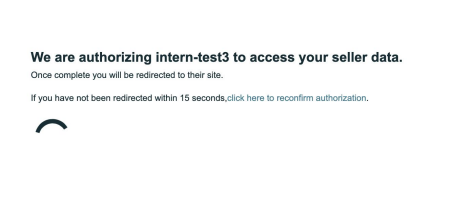 We are authorizing intern-test3 to access your seller data.
Once complete you will be redirected to their site.
If you have not been redirected within 15 seconds,click here to reconfirm authorization.